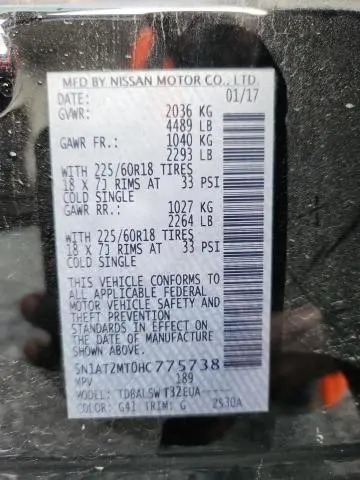 MFD BY NISSAN MOTOR CO., LTD.
DATE: 01/17
GVWR: 2036 KG
4489 LB
GAWR FR.: 1040 KG
2293 LB
WITH 225/60R18 TIRES
18 X 7J RIMS AT 33 PSI
COLD SINGLE
GAWR RR.: 1027 KG
2264 LB
WITH 225/60R18 TIRES
18 X 7J RIMS AT 33 PSI
COLD SINGLE
THIS VEHICLE CONFORMS TO
ALL APPLICABLE FEDERAL
MOTOR VEHICLE SAFETY AND
THEFT PREVENTION
STANDARDS IN EFFECT ON
THE DATE OF MANUFACTURE
SHOWN ABOVE
5N1AT2MT0HC775738
MPV 189
MODEL: TDBALSW T32EUA
COLOR: G41 TRIM: G 2530A